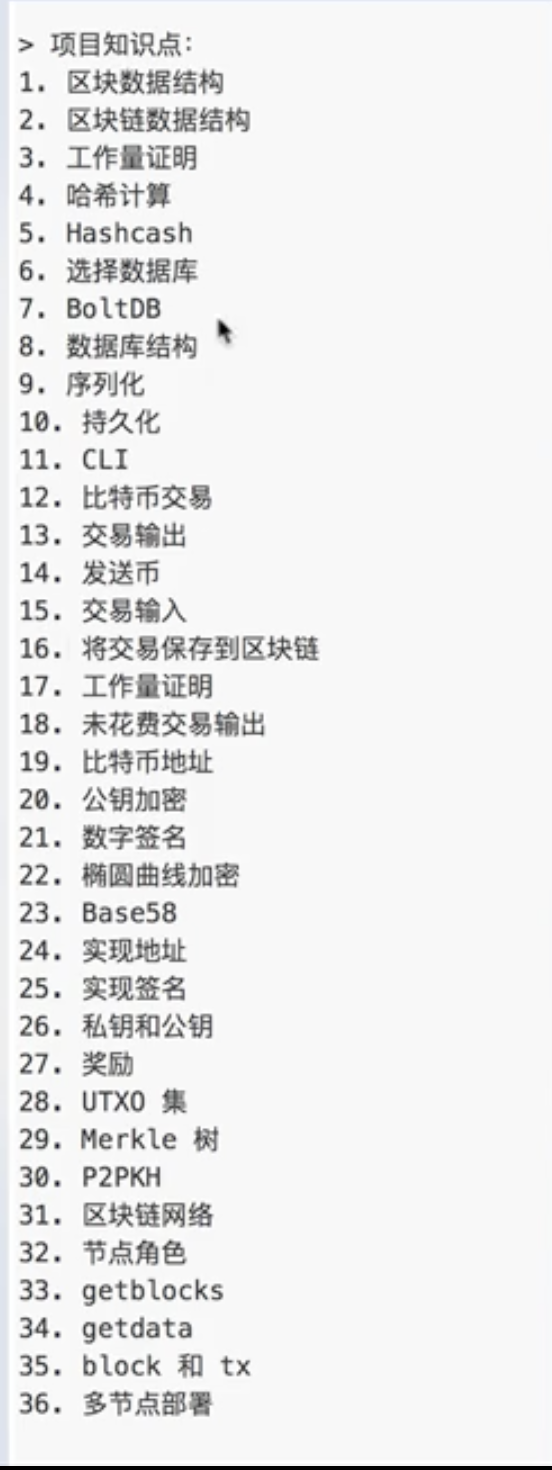 > 项目知识点：
1. 区块数据结构
2. 区块链数据结构
3. 工作量证明
4. 哈希计算
5. Hashcash
6. 选择数据库
7. BoltDB
8. 数据库结构
9. 序列化
10. 持久化
11. CLI
12. 比特币交易
13. 交易输出
14. 发送币
15. 交易输入
16. 将交易保存到区块链
17. 工作量证明
18. 未花费交易输出
19. 比特币地址
20. 公钥加密
21. 数字签名
22. 椭圆曲线加密
23. Base58
24. 实现地址
25. 实现签名
26. 私钥和公钥
27. 奖励
28. UTXO 集
29. Merkle 树
30. P2PKH
31. 区块链网络
32. 节点角色
33. getblocks
34. getdata
35. block 和 tx
36. 多节点部署